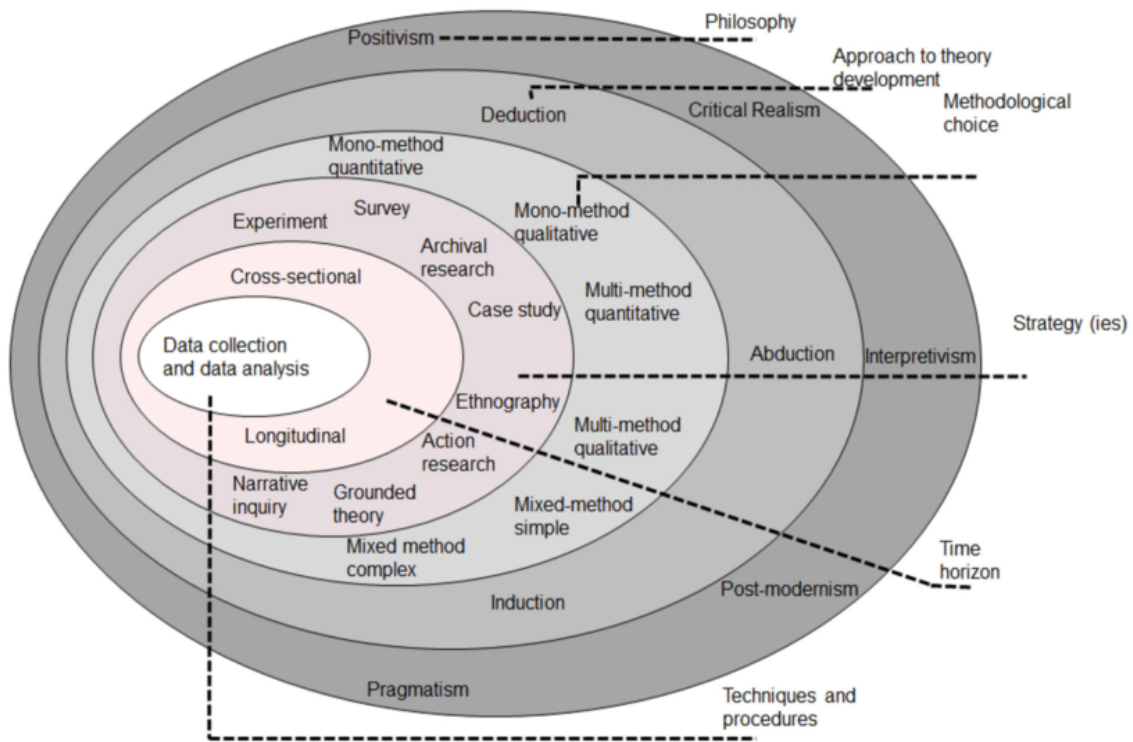 Philosophy
Positivism
Approach to theory
development
Methodological
choice
Critical Realism
Deduction
Mono-method
quantitative
Survey
Experiment
Mono-method
qualitative
Archival
research
Cross-sectional
Multi-method
quantitative
Case study
Strategy (ies)
Data collection
and data analysis
Abduction
Interpretivism
Ethnography
Longitudinal
Multi-method
qualitative
Action
research
Narrative
inquiry
Grounded
theory
Mixed-method
simple
Mixed method
complex
Time
horizon
Post-modernism
Induction
Pragmatism
Techniques and
procedures